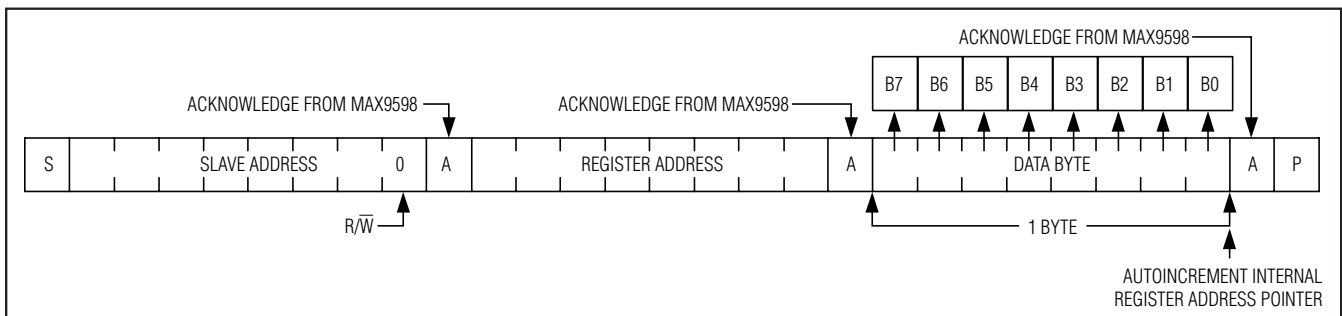 ACKNOWLEDGE FROM MAX9598
B7 B6 B5 B4 B3 B2 B1 B0
ACKNOWLEDGE FROM MAX9598 ACKNOWLEDGE FROM MAX9598
S SLAVE ADDRESS 0 A REGISTER ADDRESS A DATA BYTE A P
R/W̅ 1 BYTE
AUTOINCREMENT INTERNAL
REGISTER ADDRESS POINTER